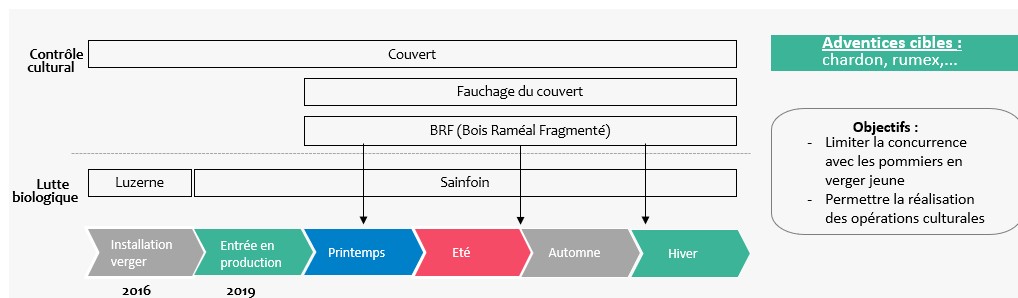 Contrôle
cultural
Couvert
Fauchage du couvert
BRF (Bois Raméal Fragmenté)
Lutte
biologique
Luzerne
Sainfoin
Installation
verger
Entrée en
production
Printemps
Eté
Automne
Hiver
2016
2019
Adventices cibles :
chardon, rumex,...
Objectifs :
- Limiter la concurrence
avec les pommiers en
verger jeune
- Permettre la réalisation
des opérations culturales